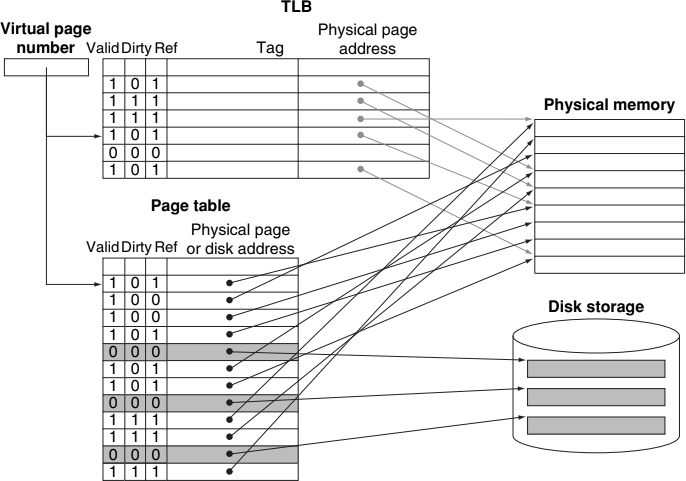 TLB
Virtual page
number
Valid Dirty Ref
Tag
Physical page
address
1 0 1
1 1 1
1 1 1
1 0 1
0 0 0
1 0 1
Physical memory
Page table
Valid Dirty Ref
Physical page
or disk address
1 0 1
1 0 0
1 0 0
1 0 1
0 0 0
1 0 1
1 0 1
0 0 0
1 1 1
1 1 1
0 0 0
1 1 1
Disk storage